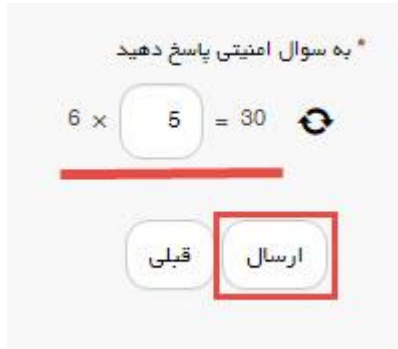 * به سوال امنیتی پاسخ دهید
6 × 5 = 30
ارسال قبلی